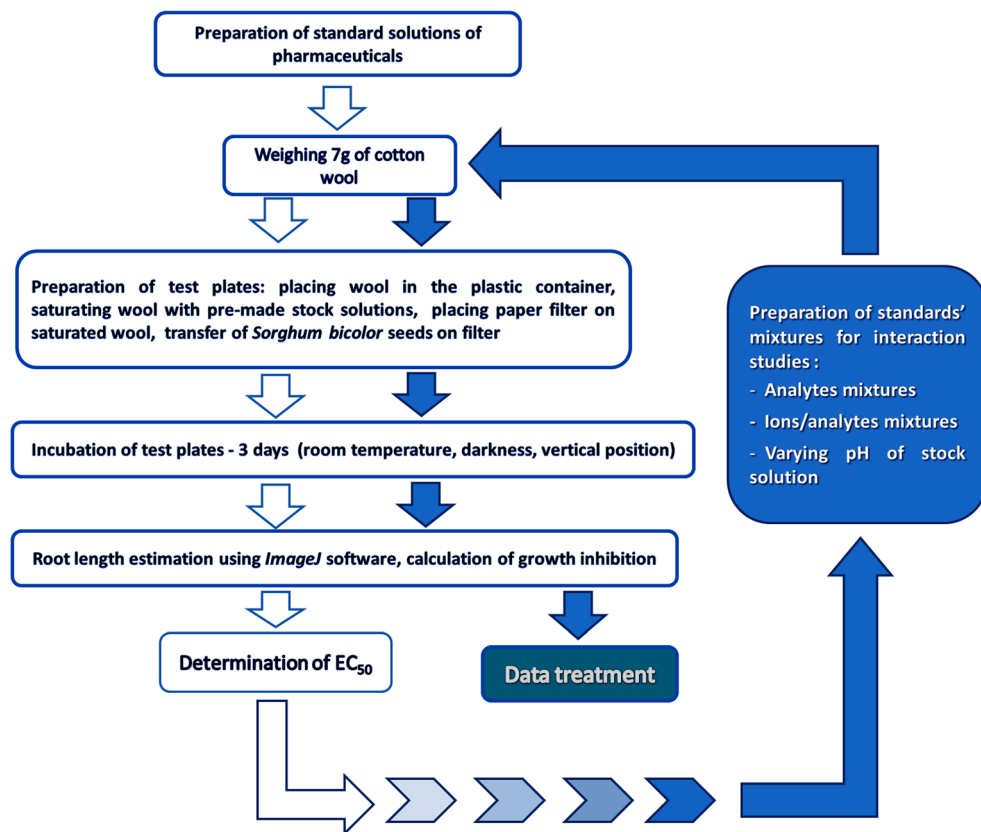 Preparation of standard solutions of
pharmaceuticals
Weighing 7g of cotton
wool
Preparation of test plates: placing wool in the plastic container,
saturating wool with pre-made stock solutions, placing paper filter on
saturated wool, transfer of Sorghum bicolor seeds on filter
Incubation of test plates - 3 days (room temperature, darkness, vertical position)
Root length estimation using ImageJ software, calculation of growth inhibition
Determination of EC₅₀
Data treatment
Preparation of standards’
mixtures for interaction
studies :
- Analytes mixtures
- Ions/analytes mixtures
- Varying pH of stock
solution